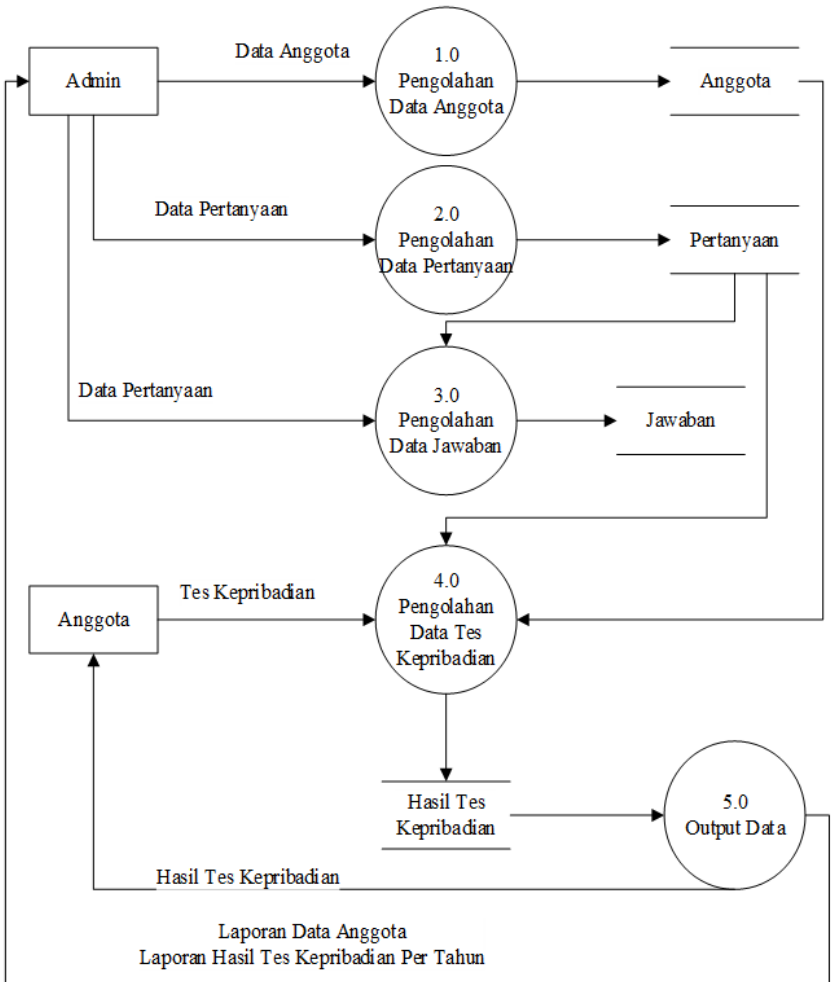 Data Anggota
Admin
1.0
Pengolahan
Data Anggota
Anggota
Data Pertanyaan
2.0
Pengolahan
Data Pertanyaan
Pertanyaan
Data Pertanyaan
3.0
Pengolahan
Data Jawaban
Jawaban
Tes Kepribadian
Anggota
4.0
Pengolahan
Data Tes
Kepribadian
Hasil Tes
Kepribadian
5.0
Output Data
Hasil Tes Kepribadian
Laporan Data Anggota
Laporan Hasil Tes Kepribadian Per Tahun